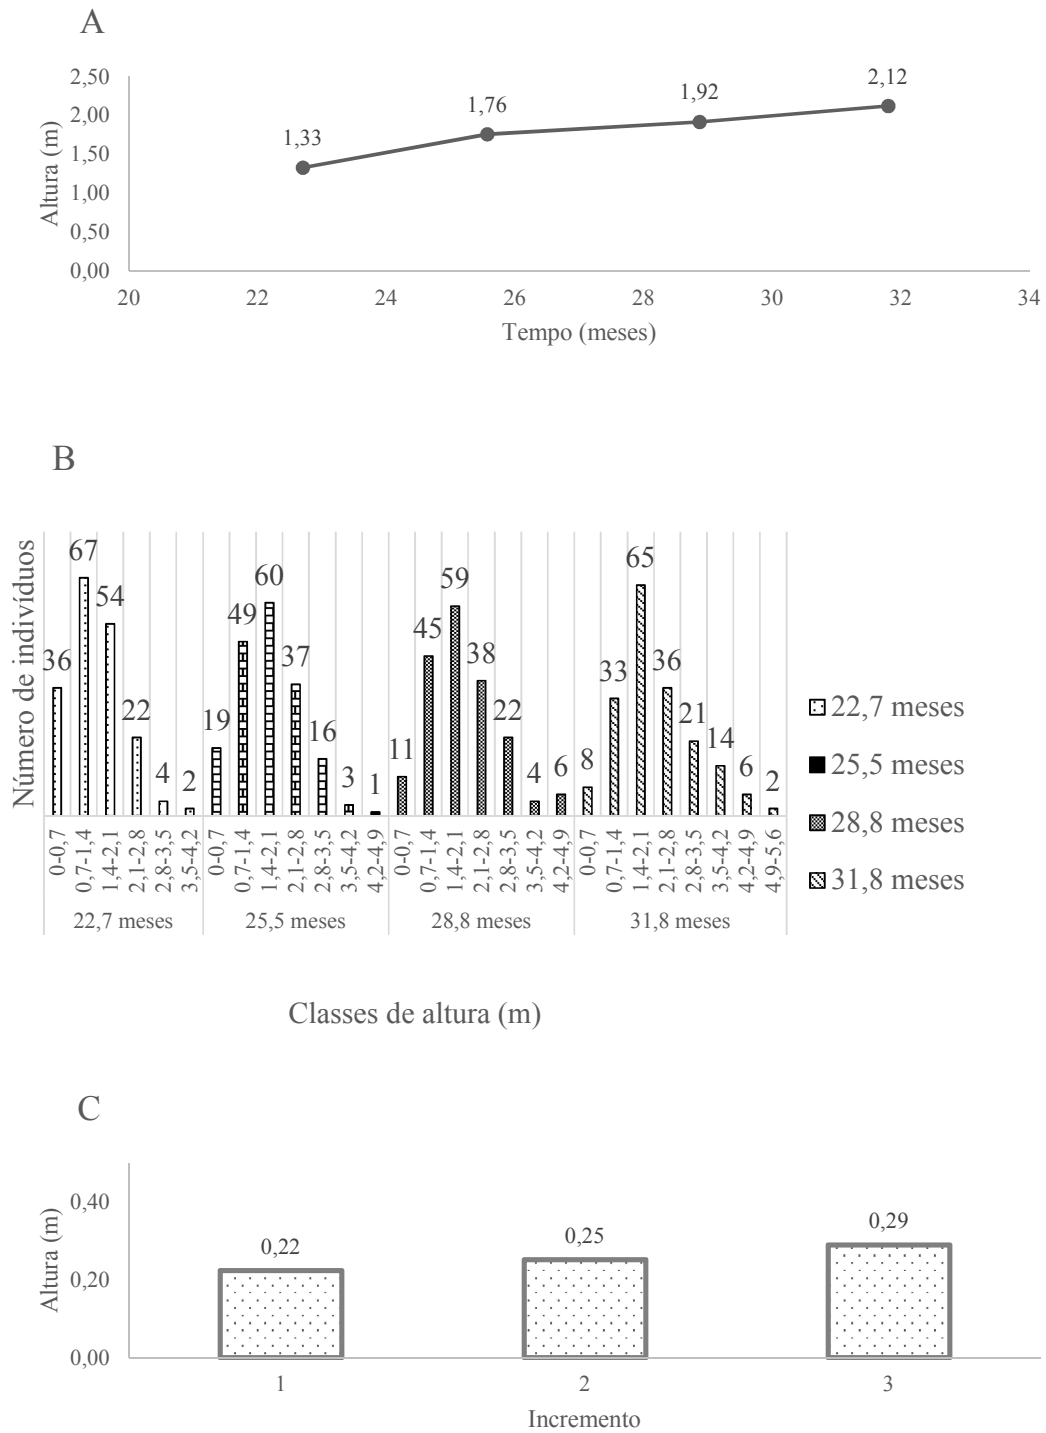 A
2,50
2,00
1,50
1,00
0,50
0,00
Altura (m)
1,33
1,76
1,92
2,12
20 22 24 26 28 30 32 34
Tempo (meses)
B
Número de indivíduos
36 67 54 22 4 2
19 49 60 37 16 3 1
11 45 59 38 22 4 6
8 33 65 36 21 14 6 2
0-0,7 0,7-1,4 1,4-2,1 2,1-2,8 2,8-3,5 3,5-4,2
0-0,7 0,7-1,4 1,4-2,1 2,1-2,8 2,8-3,5 3,5-4,2 4,2-4,9
0-0,7 0,7-1,4 1,4-2,1 2,1-2,8 2,8-3,5 3,5-4,2 4,2-4,9
0-0,7 0,7-1,4 1,4-2,1 2,1-2,8 2,8-3,5 3,5-4,2 4,2-4,9 4,9-5,6
22,7 meses 25,5 meses 28,8 meses 31,8 meses
22,7 meses
25,5 meses
28,8 meses
31,8 meses
Classes de altura (m)
C
0,40
0,20
0,00
Altura (m)
0,22
0,25
0,29
1 2 3
Incremento